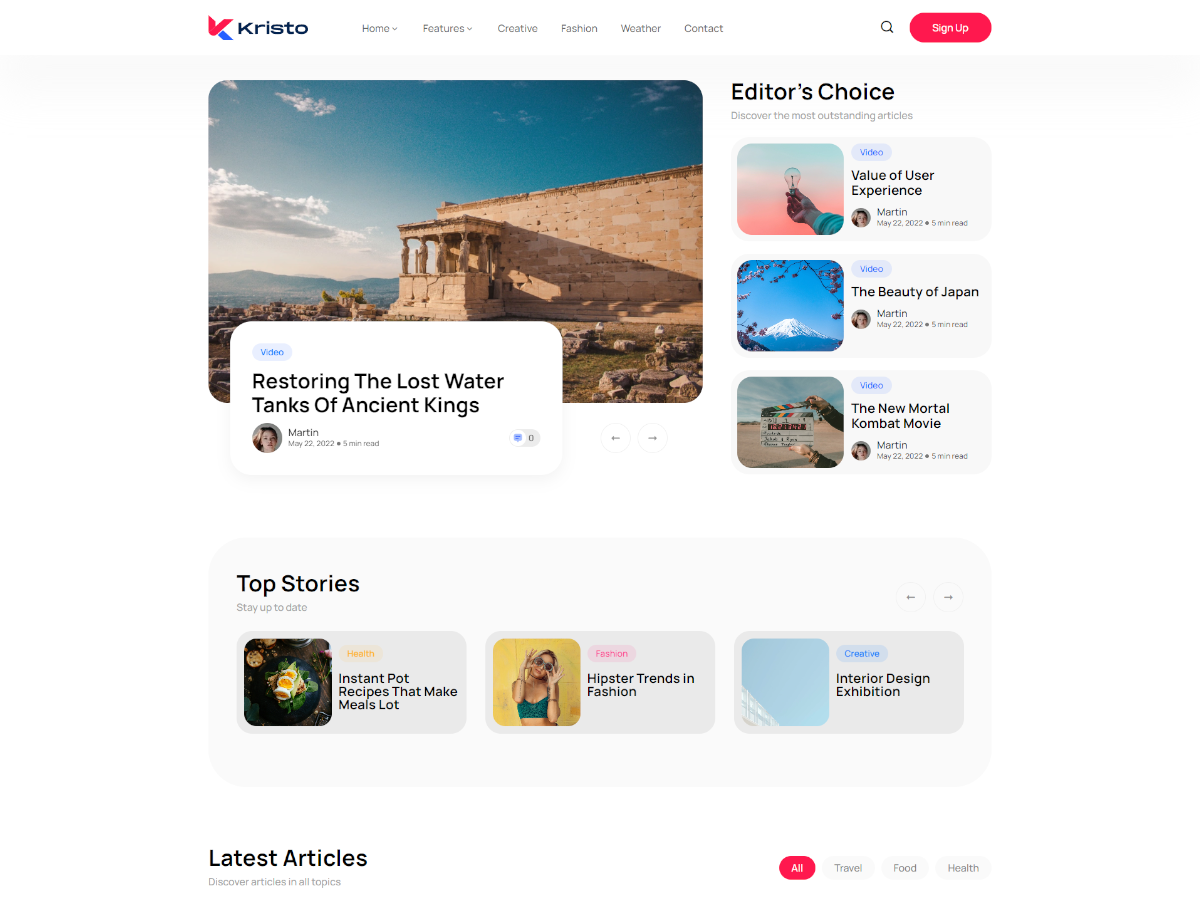 Kristo
Home
Features
Creative
Fashion
Weather
Contact
Sign Up
Video
Restoring The Lost Water
Tanks Of Ancient Kings
Martin
May 22, 2022 • 5 min read
0
Editor's Choice
Discover the most outstanding articles
Video
Value of User
Experience
Martin
May 22, 2022 • 5 min read
Video
The Beauty of Japan
Martin
May 22, 2022 • 5 min read
Video
The New Mortal
Kombat Movie
Martin
May 22, 2022 • 5 min read
Top Stories
Stay up to date
Health
Instant Pot
Recipes That Make
Meals Lot
Fashion
Hipster Trends in
Fashion
Creative
Interior Design
Exhibition
Latest Articles
Discover articles in all topics
All
Travel
Food
Health